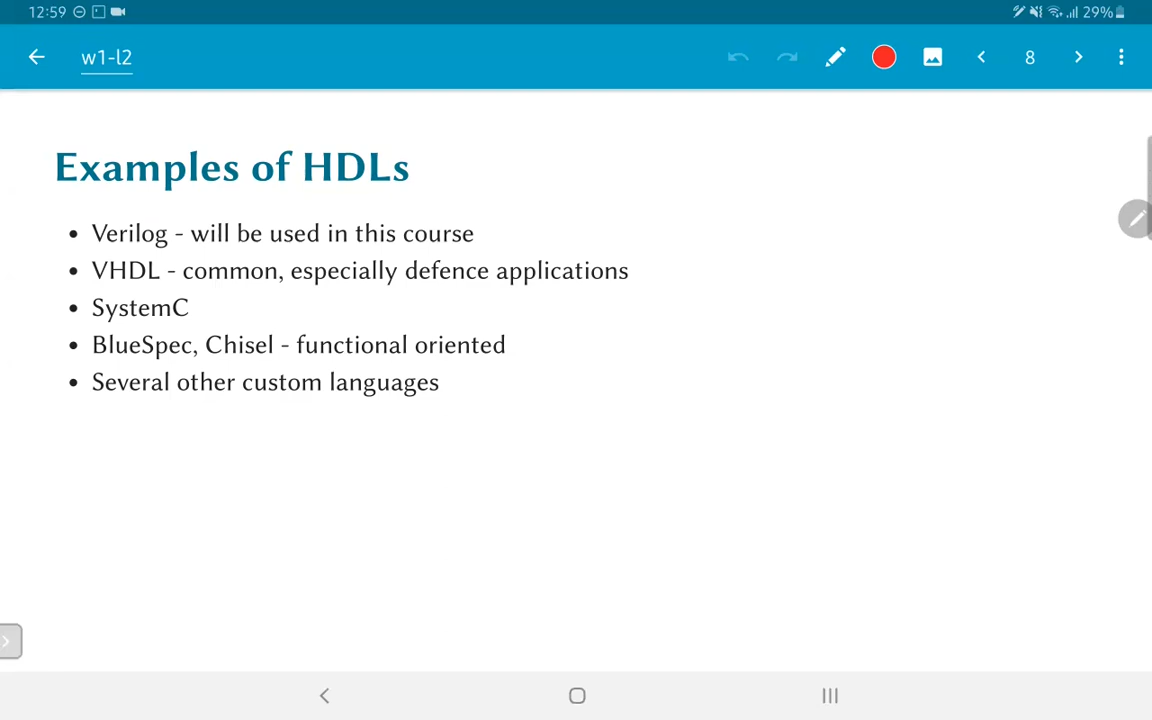 12:59 29%
w1-l2 8
Examples of HDLs
• Verilog - will be used in this course
• VHDL - common, especially defence applications
• SystemC
• BlueSpec, Chisel - functional oriented
• Several other custom languages